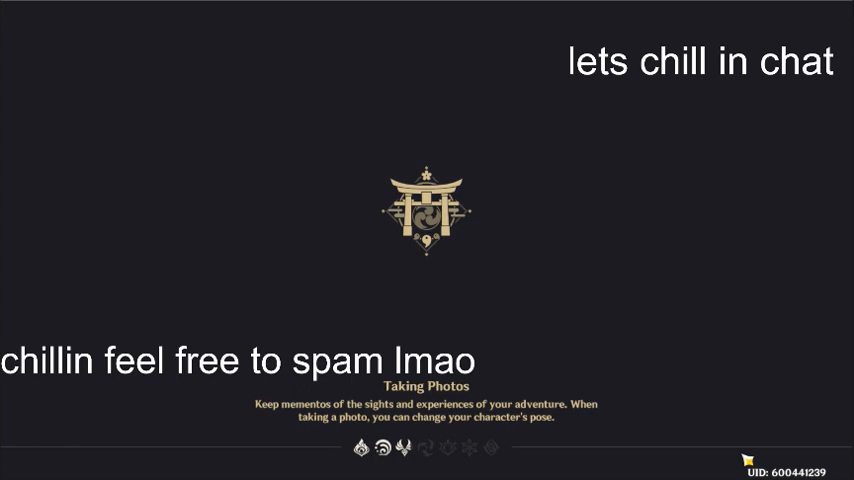 lets chill in chat
chillin feel free to spam lmao
Taking Photos
Keep mementos of the sights and experiences of your adventure. When
taking a photo, you can change your character's pose.
UID: 600441239